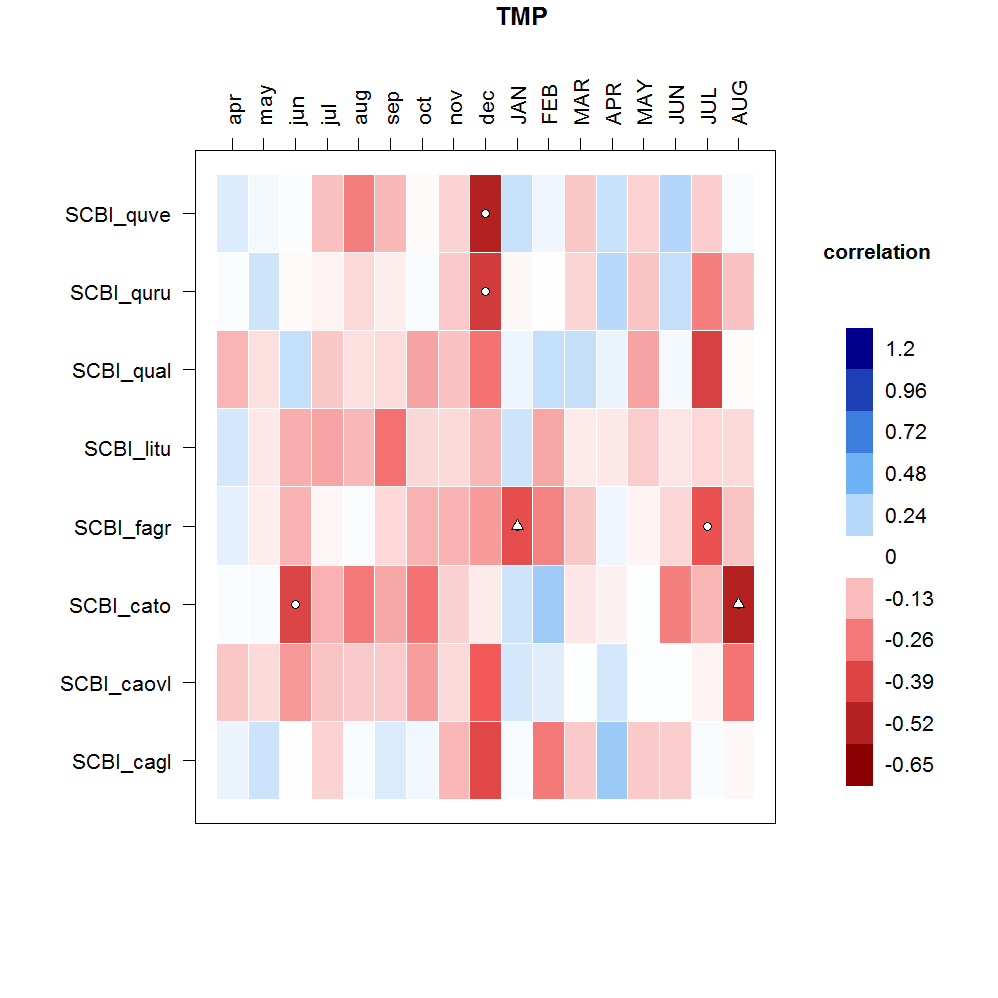 TMP
apr may jun jul aug sep oct nov dec JAN FEB MAR APR MAY JUN JUL AUG
SCBI_quve
SCBI_quru
SCBI_qual
SCBI_litu
SCBI_fagr
SCBI_cato
SCBI_caovl
SCBI_cagl
correlation
1.2
0.96
0.72
0.48
0.24
0
-0.13
-0.26
-0.39
-0.52
-0.65